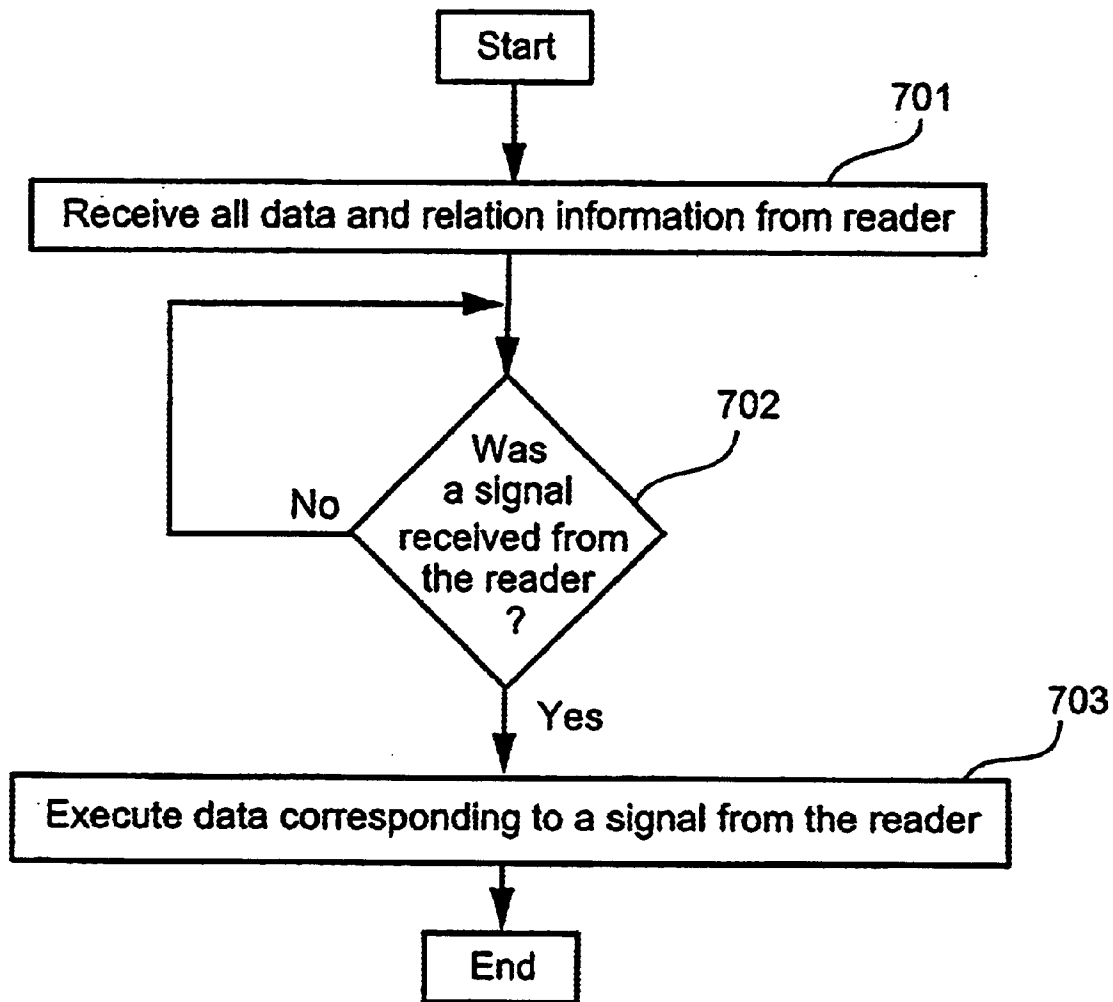 Start
701
Receive all data and relation information from reader
702
Was
a signal
received from
the reader
?
No
Yes
703
Execute data corresponding to a signal from the reader
End